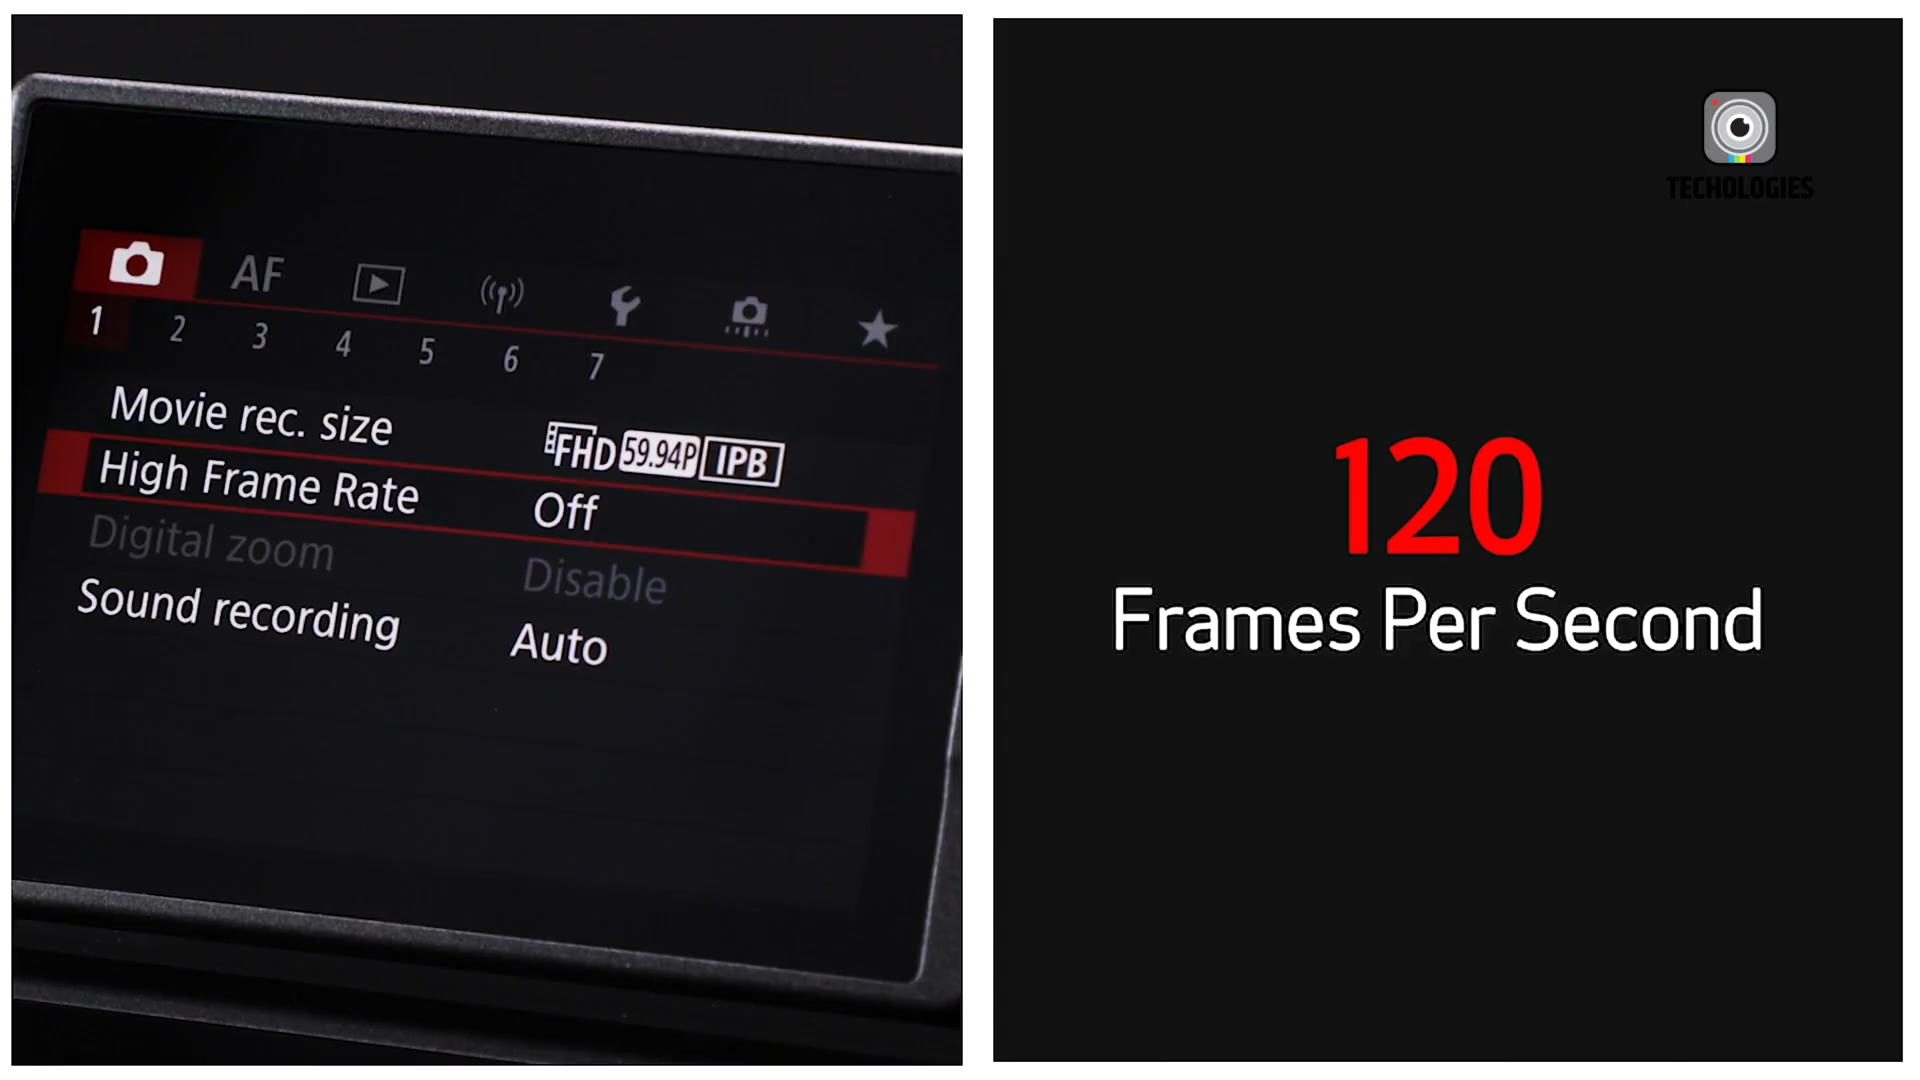 AF
1 2 3 4 5 6 7
Movie rec. size FHD 59.94P IPB
High Frame Rate Off
Digital zoom Disable
Sound recording Auto
TECHOLOGIES
120
Frames Per Second